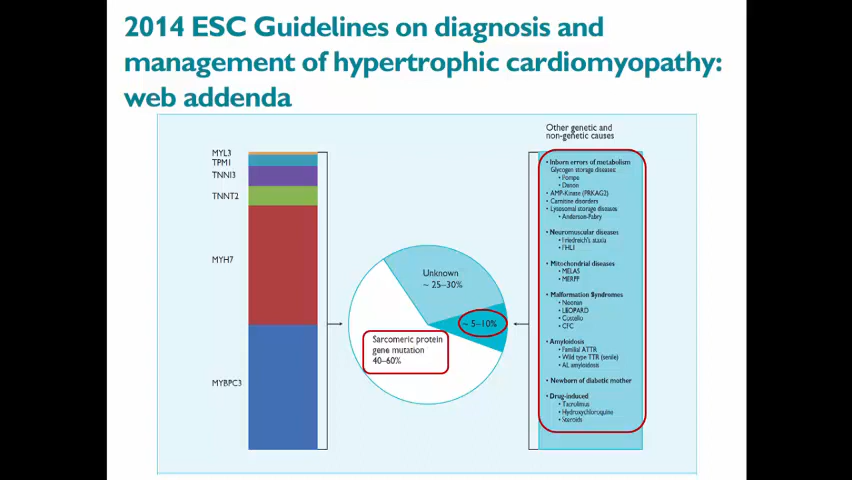 2014 ESC Guidelines on diagnosis and
management of hypertrophic cardiomyopathy:
web addenda
Other genetic and
non-genetic causes
MYL3
TPM1
TNNI3
TNNT2
MYH7
MYBPC3
Unknown
~ 25–30%
~ 5–10%
Sarcomeric protein
gene mutation
40–60%
• Inborn errors of metabolism
Glycogen storage diseases:
• Pompe
• Danon
• AMP-Kinase (PRKAG2)
• Carnitine disorders
• Lysosomal storage diseases
• Anderson-Fabry
• Neuromuscular diseases
• Friedreich's ataxia
• FHL1
• Mitochondrial diseases
• MELAS
• MERFF
• Malformation Syndromes
• Noonan
• LEOPARD
• Costello
• CFC
• Amyloidosis
• Familial ATTR
• Wild type TTR (senile)
• AL amyloidosis
• Newborn of diabetic mother
• Drug-induced
• Tacrolimus
• Hydroxychloroquine
• Steroids